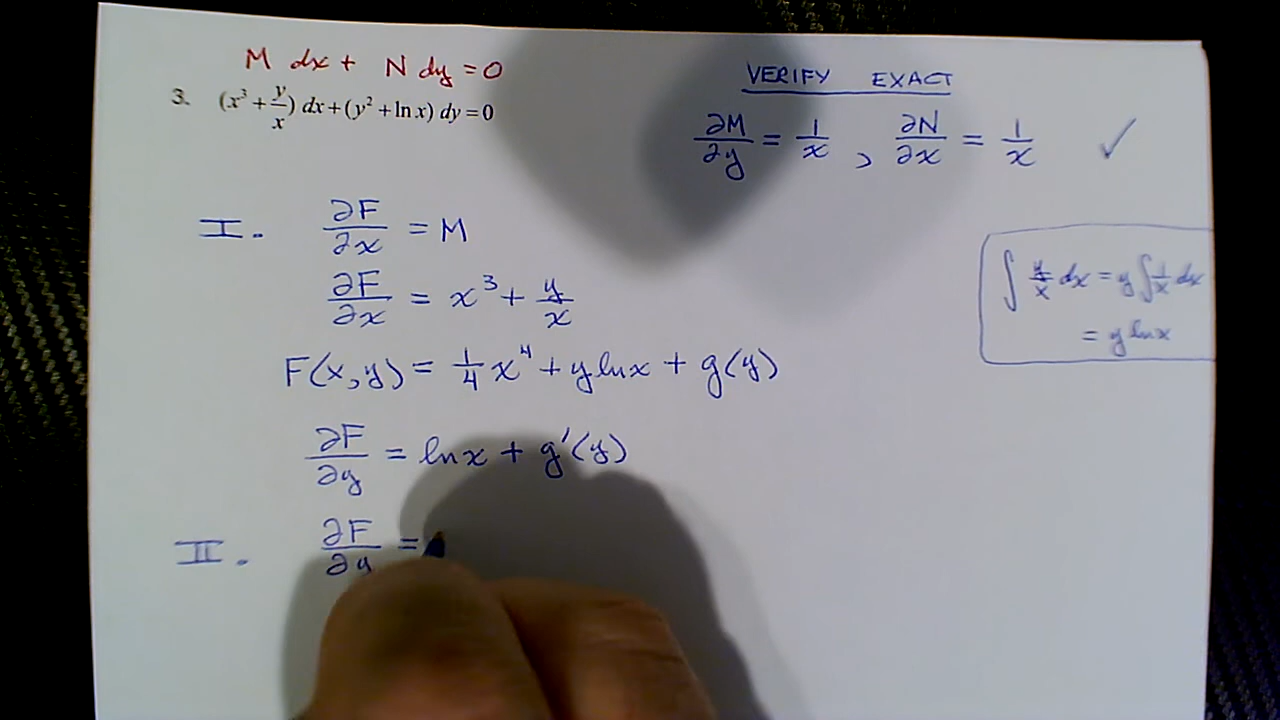 M dx + N dy = 0
3. (x³ + y/x) dx + (y² + ln x) dy = 0
VERIFY EXACT
∂M/∂y = 1/x , ∂N/∂x = 1/x ✓
I. ∂F/∂x = M
∂F/∂x = x³ + y/x
∫ y/x dx = y ∫ 1/x dx
= y ln x
F(x,y) = 1/4 x⁴ + y ln x + g(y)
∂F/∂y = ln x + g'(y)
II. ∂F/∂y =